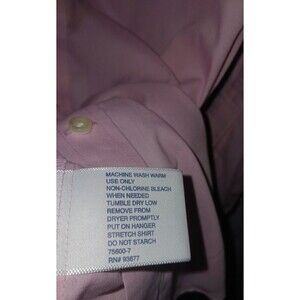 MACHINE WASH WARM
USE ONLY
NON-CHLORINE BLEACH
WHEN NEEDED
TUMBLE DRY LOW
REMOVE FROM
DRYER PROMPTLY
PUT ON HANGER
STRETCH SHIRT
DO NOT STARCH
75600-7
RN# 93677